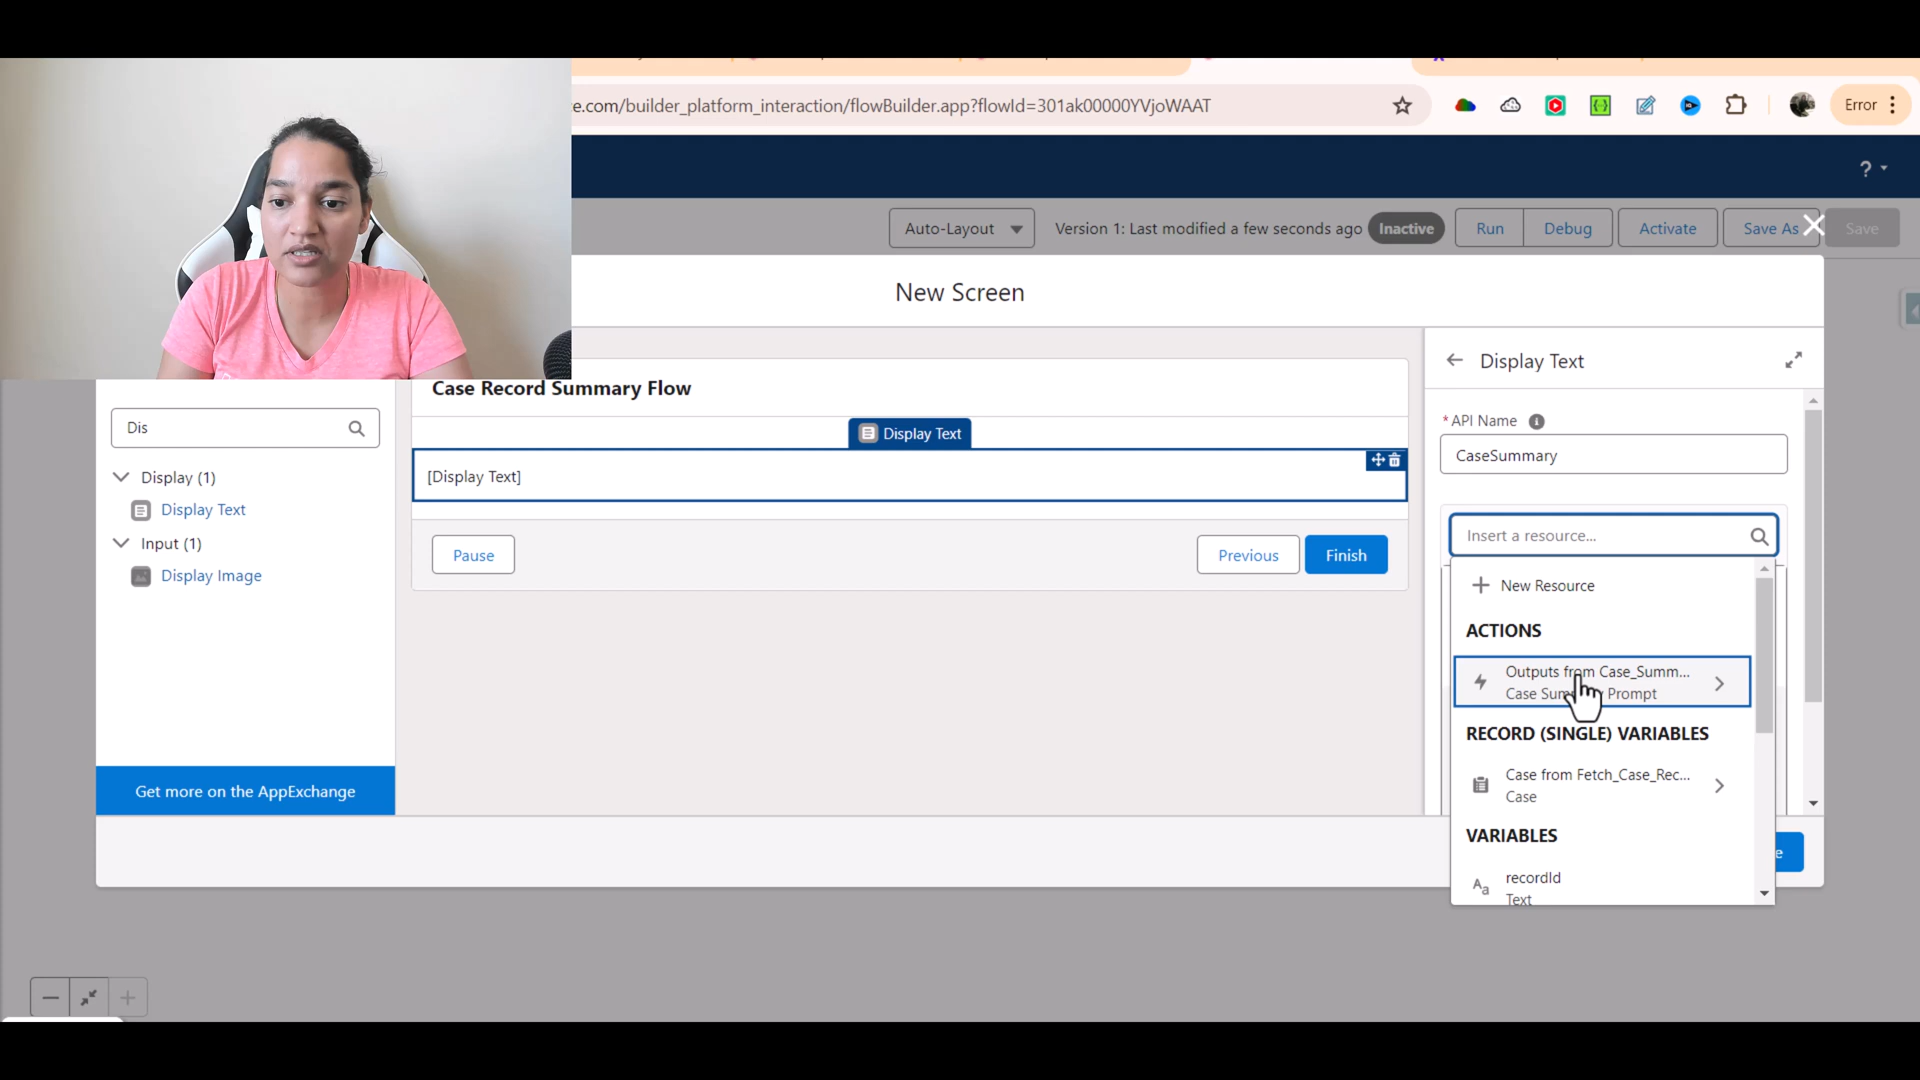 te.com/builder_platform_interaction/flowBuilder.app?flowId=301ak00000YVjoWAAT
Error
?
Auto-Layout
Version 1: Last modified a few seconds ago
Inactive
Run
Debug
Activate
Save As
Save
New Screen
Dis
Display (1)
Display Text
Input (1)
Display Image
Get more on the AppExchange
Case Record Summary Flow
Display Text
[Display Text]
Pause
Previous
Finish
Display Text
* API Name
CaseSummary
Insert a resource...
New Resource
ACTIONS
Outputs from Case_Summ...
Case Prompt
RECORD (SINGLE) VARIABLES
Case from Fetch_Case_Rec...
Case
VARIABLES
Aa
recordId
Text
e